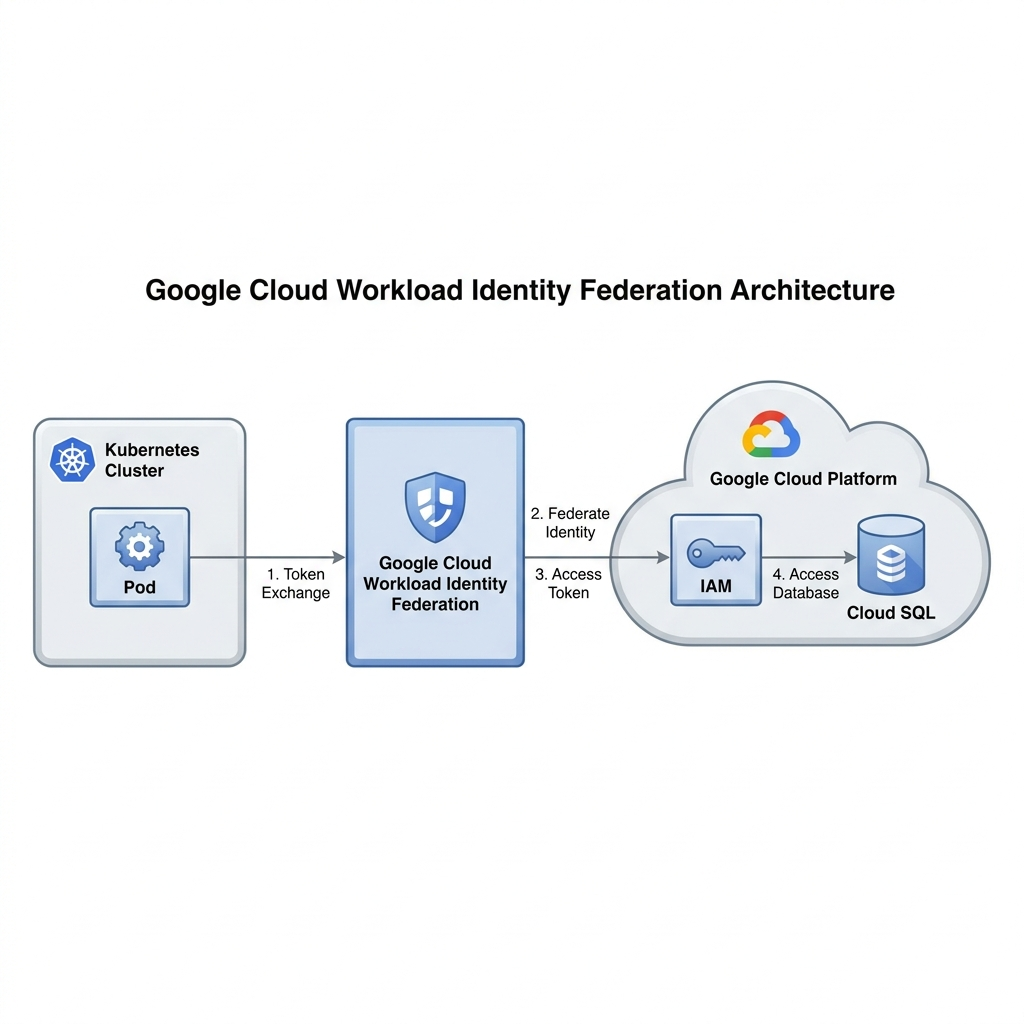 Google Cloud Workload Identity Federation Architecture
Kubernetes
Cluster
Pod
1. Token
Exchange
Google Cloud
Workload Identity
Federation
2. Federate
Identity
3. Access
Token
Google Cloud Platform
IAM
4. Access
Database
Cloud SQL